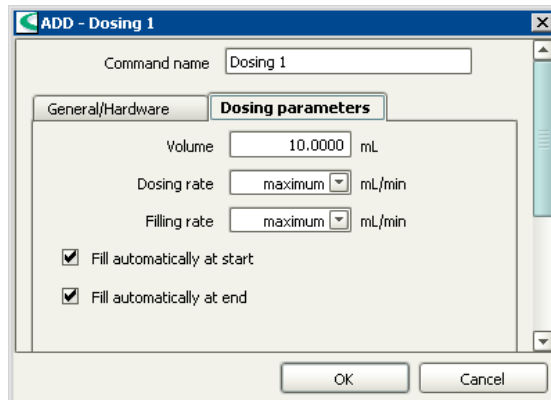 ADD - Dosing 1
Command name Dosing 1
General/Hardware Dosing parameters
Volume 10.0000 mL
Dosing rate maximum mL/min
Filling rate maximum mL/min
Fill automatically at start
Fill automatically at end
OK Cancel